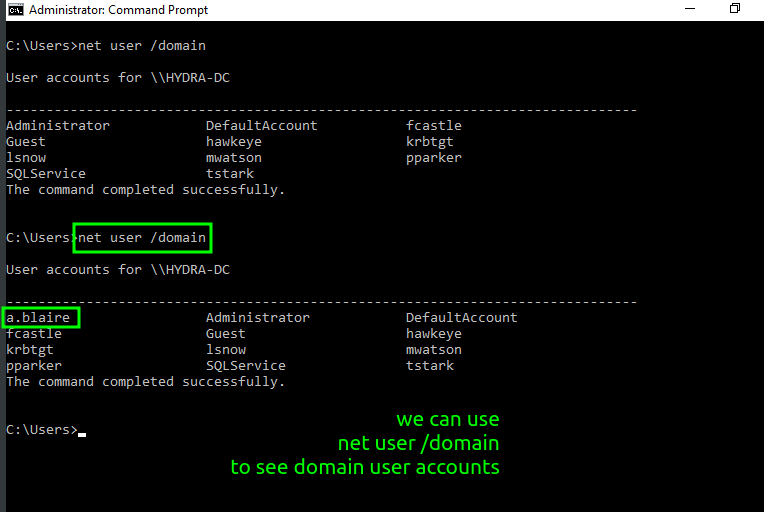 Administrator: Command Prompt
C:\Users>net user /domain
User accounts for \\HYDRA-DC
-------------------------------------------------------------------------------
Administrator            DefaultAccount           fcastle
Guest                    hawkeye                  krbtgt
lsnow                    mwatson                  pparker
SQLService               tstark
The command completed successfully.
C:\Users>net user /domain
User accounts for \\HYDRA-DC
-------------------------------------------------------------------------------
a.blaire                 Administrator            DefaultAccount
fcastle                  Guest                    hawkeye
krbtgt                   lsnow                    mwatson
pparker                  SQLService               tstark
The command completed successfully.
C:\Users>
we can use
net user /domain
to see domain user accounts